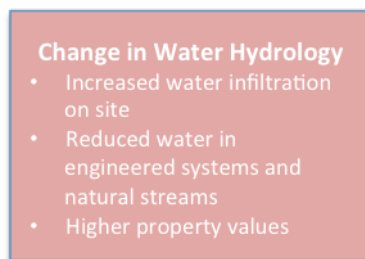 Change in Water Hydrology
• Increased water infiltration
on site
• Reduced water in
engineered systems and
natural streams
• Higher property values